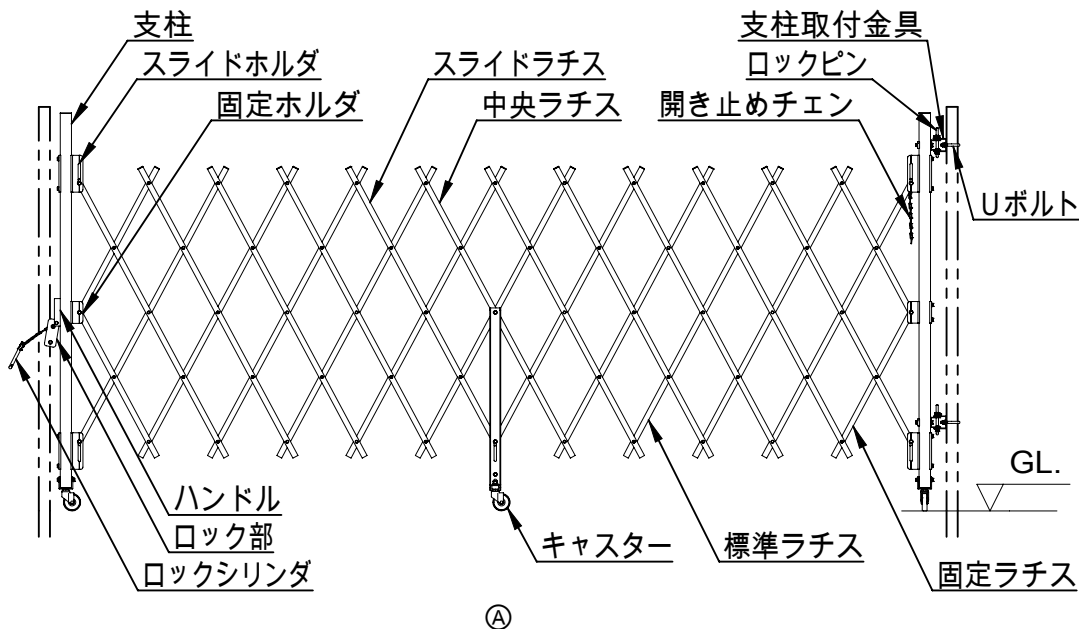 支柱
支柱取付金具
スライドホルダ
スライドラチス
ロックピン
固定ホルダ
中央ラチス
開き止めチェン
Uボルト
GL.
ハンドル
ロック部
キャスター
標準ラチス
ロックシリンダ
固定ラチス
Ⓐ